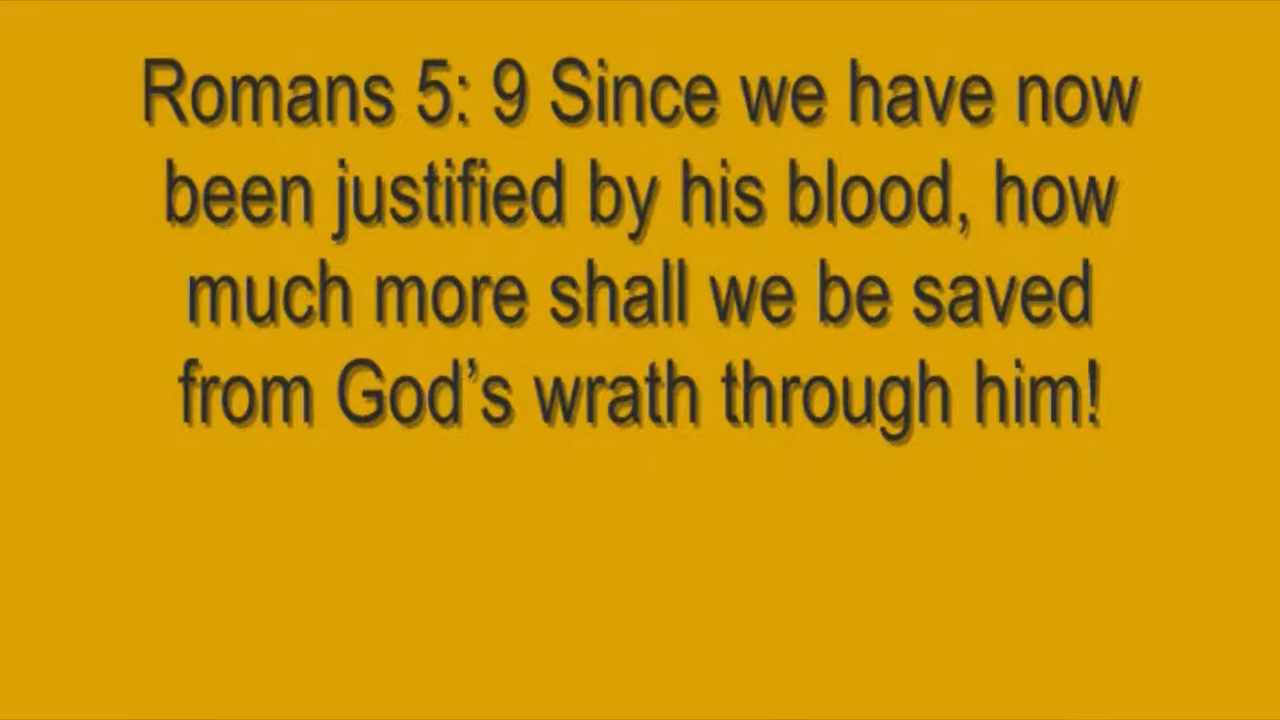 Romans 5: 9 Since we have now
been justified by his blood, how
much more shall we be saved
from God’s wrath through him!